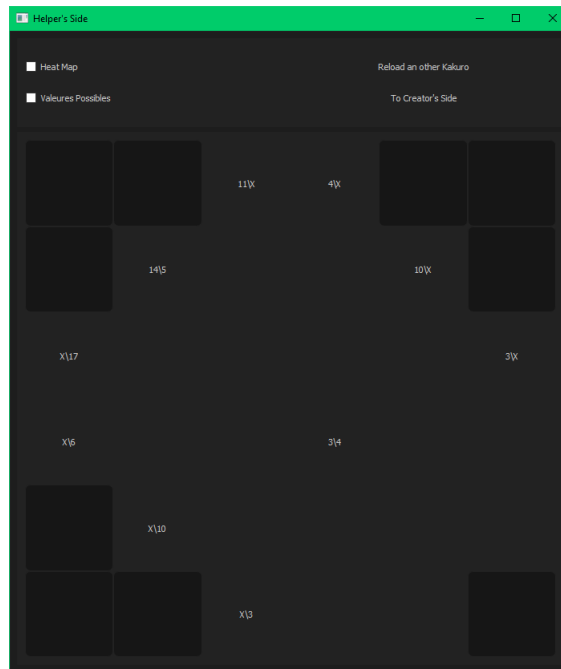 Helper's Side
Heat Map
Reload an other Kakuro
Valeures Possibles
To Creator's Side
11\X 4\X
14\5 10\X
X\17 3\X
X\6 3\4
X\10
X\3